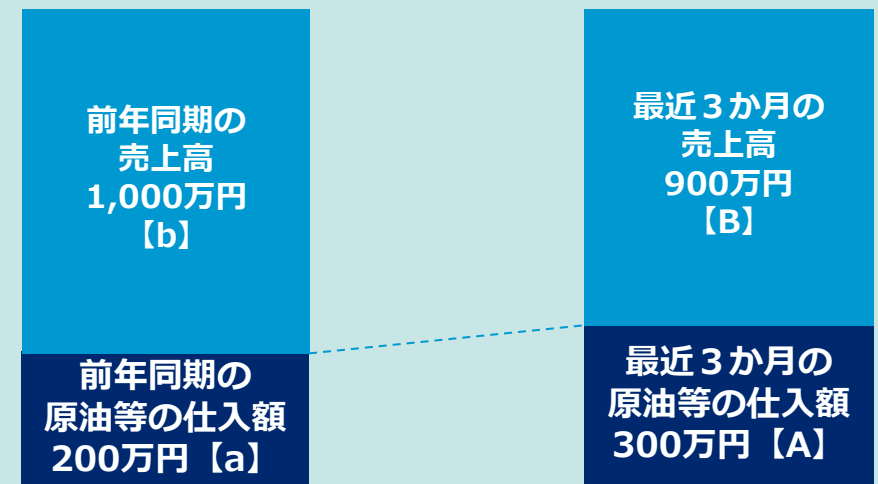 前年同期の
売上高
1,000万円
【b】
最近３か月の
売上高
900万円
【B】
前年同期の
原油等の仕入額
200万円【a】
最近３か月の
原油等の仕入額
300万円【A】